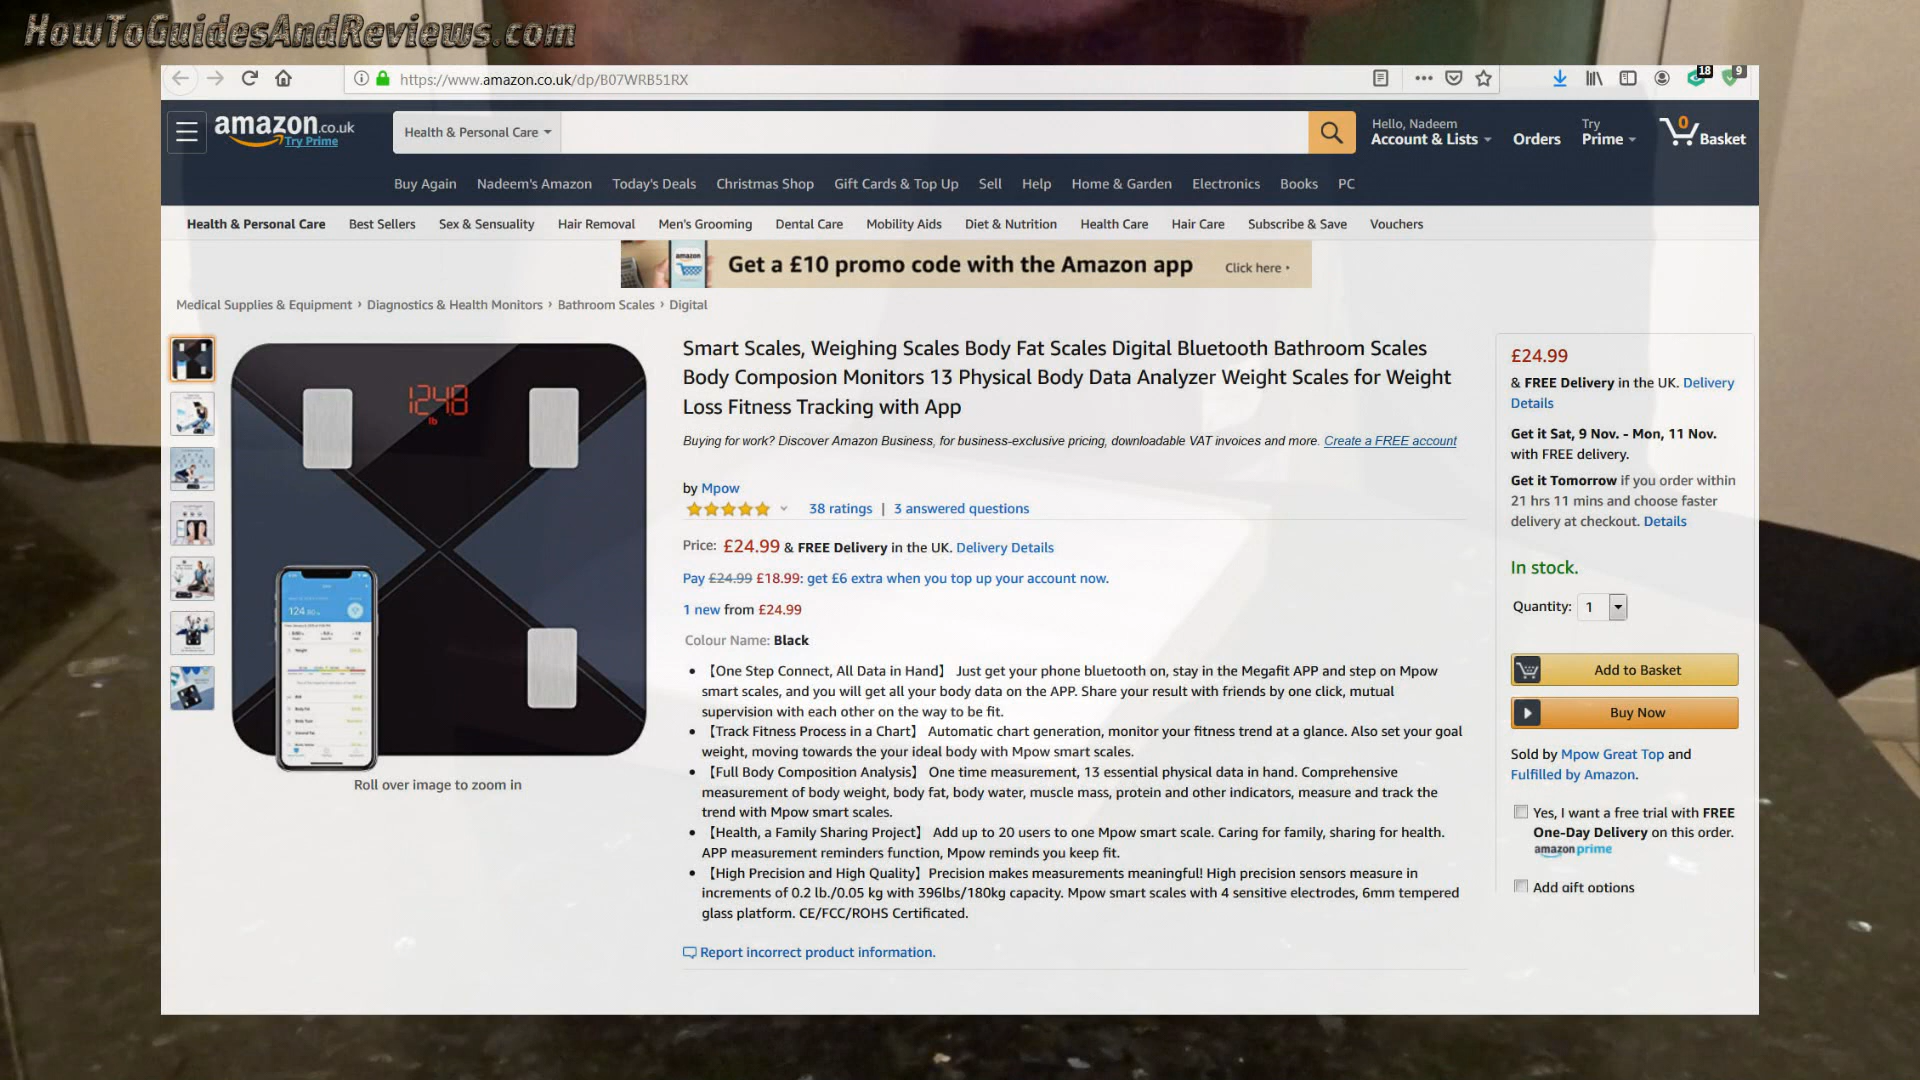 HowToGuidesAndReviews.com
https://www.amazon.co.uk/dp/B07WRB51RX
18
9
amazon.co.uk
Try Prime
Health & Personal Care
Hello, Nadeem
Account & Lists
Orders
Try
Prime
0
Basket
Buy Again Nadeem's Amazon Today's Deals Christmas Shop Gift Cards & Top Up Sell Help Home & Garden Electronics Books PC
Health & Personal Care Best Sellers Sex & Sensuality Hair Removal Men's Grooming Dental Care Mobility Aids Diet & Nutrition Health Care Hair Care Subscribe & Save Vouchers
amazon
Get a £10 promo code with the Amazon app Click here ›
Medical Supplies & Equipment › Diagnostics & Health Monitors › Bathroom Scales › Digital
124.8
lb
124
Roll over image to zoom in
Smart Scales, Weighing Scales Body Fat Scales Digital Bluetooth Bathroom Scales
Body Composion Monitors 13 Physical Body Data Analyzer Weight Scales for Weight
Loss Fitness Tracking with App
Buying for work? Discover Amazon Business, for business-exclusive pricing, downloadable VAT invoices and more. Create a FREE account
by Mpow
38 ratings | 3 answered questions
Price: £24.99 & FREE Delivery in the UK. Delivery Details
Pay £24.99 £18.99: get £6 extra when you top up your account now.
1 new from £24.99
Colour Name: Black
• 【One Step Connect, All Data in Hand】 Just get your phone bluetooth on, stay in the Megafit APP and step on Mpow
smart scales, and you will get all your body data on the APP. Share your result with friends by one click, mutual
supervision with each other on the way to be fit.
• 【Track Fitness Process in a Chart】 Automatic chart generation, monitor your fitness trend at a glance. Also set your goal
weight, moving towards the your ideal body with Mpow smart scales.
• 【Full Body Composition Analysis】 One time measurement, 13 essential physical data in hand. Comprehensive
measurement of body weight, body fat, body water, muscle mass, protein and other indicators, measure and track the
trend with Mpow smart scales.
• 【Health, a Family Sharing Project】 Add up to 20 users to one Mpow smart scale. Caring for family, sharing for health.
APP measurement reminders function, Mpow reminds you keep fit.
• 【High Precision and High Quality】Precision makes measurements meaningful! High precision sensors measure in
increments of 0.2 lb./0.05 kg with 396lbs/180kg capacity. Mpow smart scales with 4 sensitive electrodes, 6mm tempered
glass platform. CE/FCC/ROHS Certificated.
Report incorrect product information.
£24.99
& FREE Delivery in the UK. Delivery
Details
Get it Sat, 9 Nov. - Mon, 11 Nov.
with FREE delivery.
Get it Tomorrow if you order within
21 hrs 11 mins and choose faster
delivery at checkout. Details
In stock.
Quantity: 1
Add to Basket
Buy Now
Sold by Mpow Great Top and
Fulfilled by Amazon.
Yes, I want a free trial with FREE
One-Day Delivery on this order.
amazon prime
Add gift options